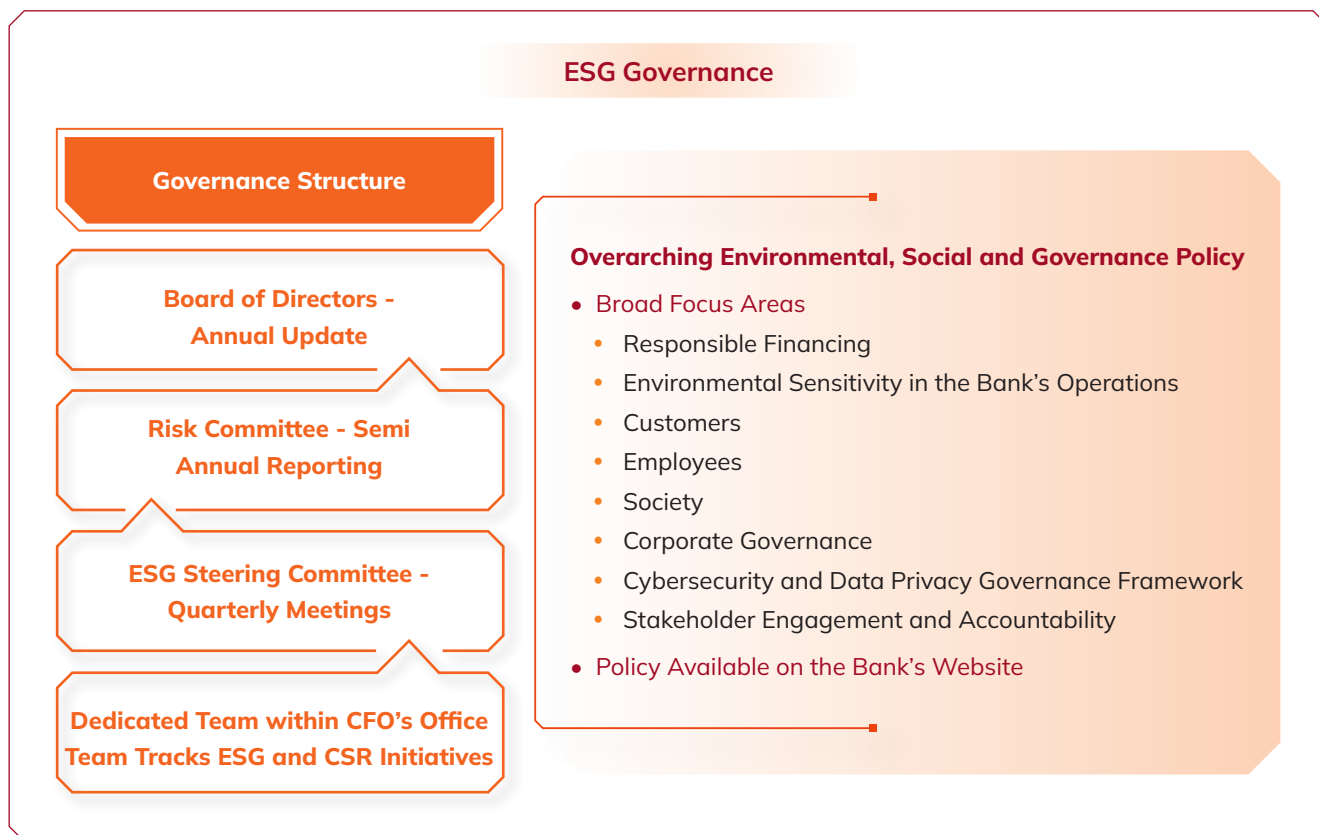 ESG Governance
Governance Structure
Board of Directors -
Annual Update
Risk Committee - Semi
Annual Reporting
ESG Steering Committee -
Quarterly Meetings
Dedicated Team within CFO's Office
Team Tracks ESG and CSR Initiatives
Overarching Environmental, Social and Governance Policy
• Broad Focus Areas
• Responsible Financing
• Environmental Sensitivity in the Bank's Operations
• Customers
• Employees
• Society
• Corporate Governance
• Cybersecurity and Data Privacy Governance Framework
• Stakeholder Engagement and Accountability
• Policy Available on the Bank's Website